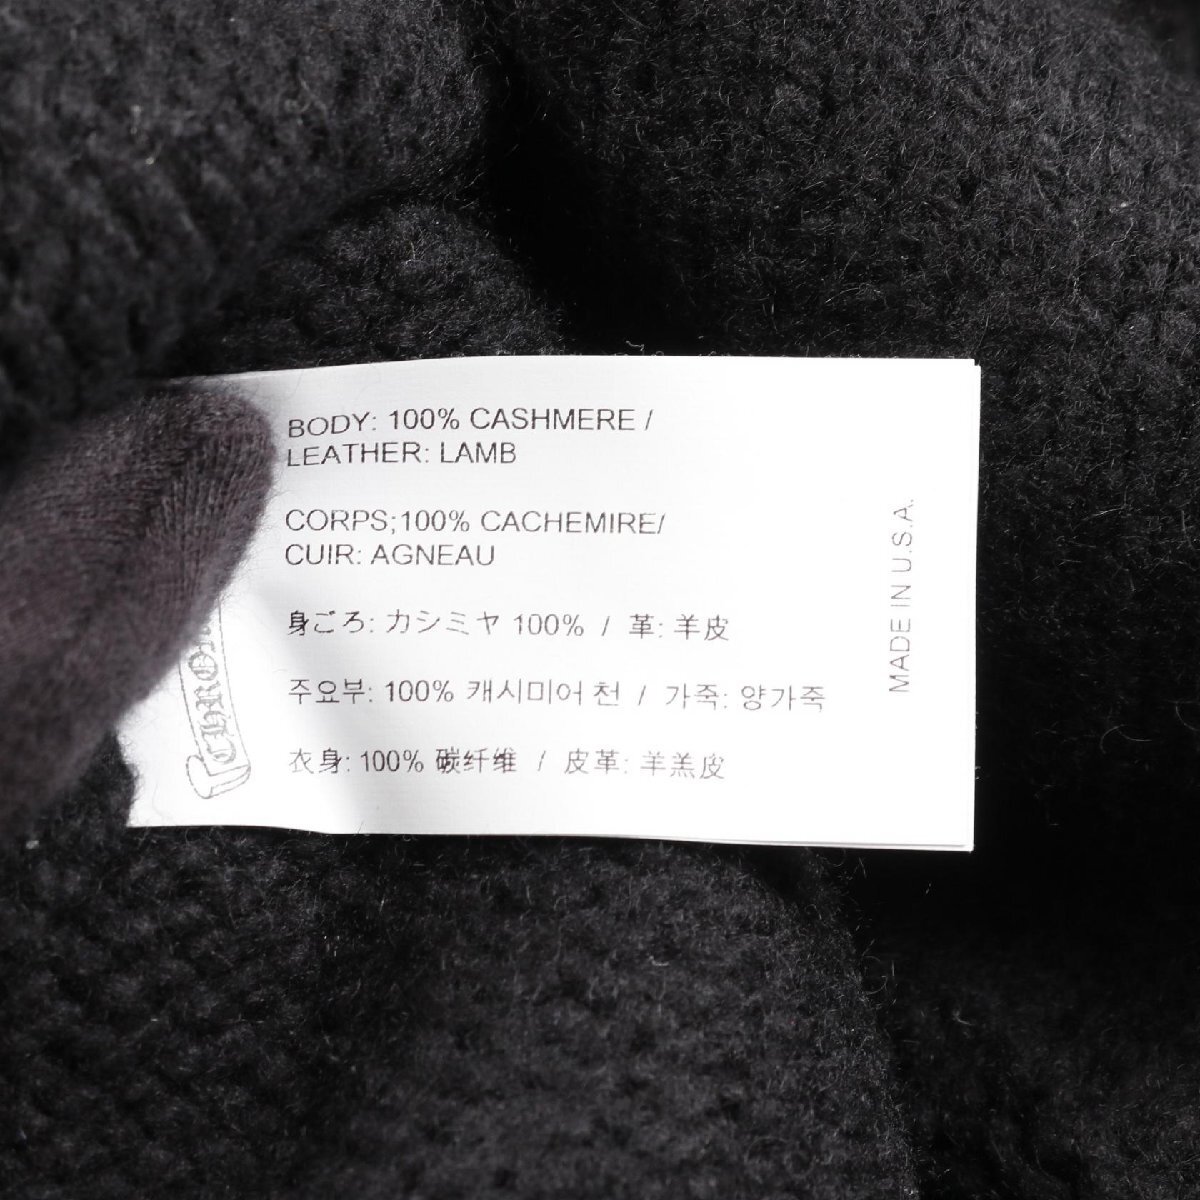 BODY: 100% CASHMERE /
LEATHER: LAMB
CORPS;100% CACHEMIRE/
CUIR: AGNEAU
身ごろ: カシミヤ 100% / 革: 羊皮
주요부: 100% 캐시미어 천 / 가죽: 양가죽
衣身: 100% 碳纤维 / 皮革: 羊羔皮
MADE IN U.S.A.